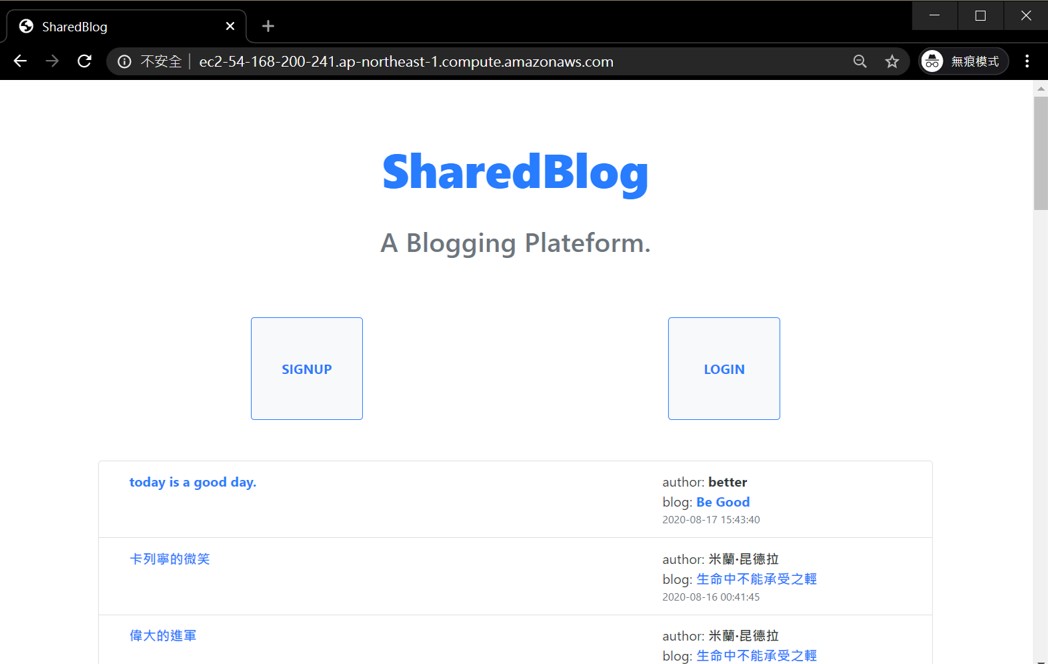 SharedBlog
不安全 ec2-54-168-200-241.ap-northeast-1.compute.amazonaws.com 無痕模式
SharedBlog
A Blogging Plateform.
SIGNUP LOGIN
today is a good day. author: better
blog: Be Good
2020-08-17 15:43:40
卡列寧的微笑 author: 米蘭·昆德拉
blog: 生命中不能承受之輕
2020-08-16 00:41:45
偉大的進軍 author: 米蘭·昆德拉
blog: 生命中不能承受之輕